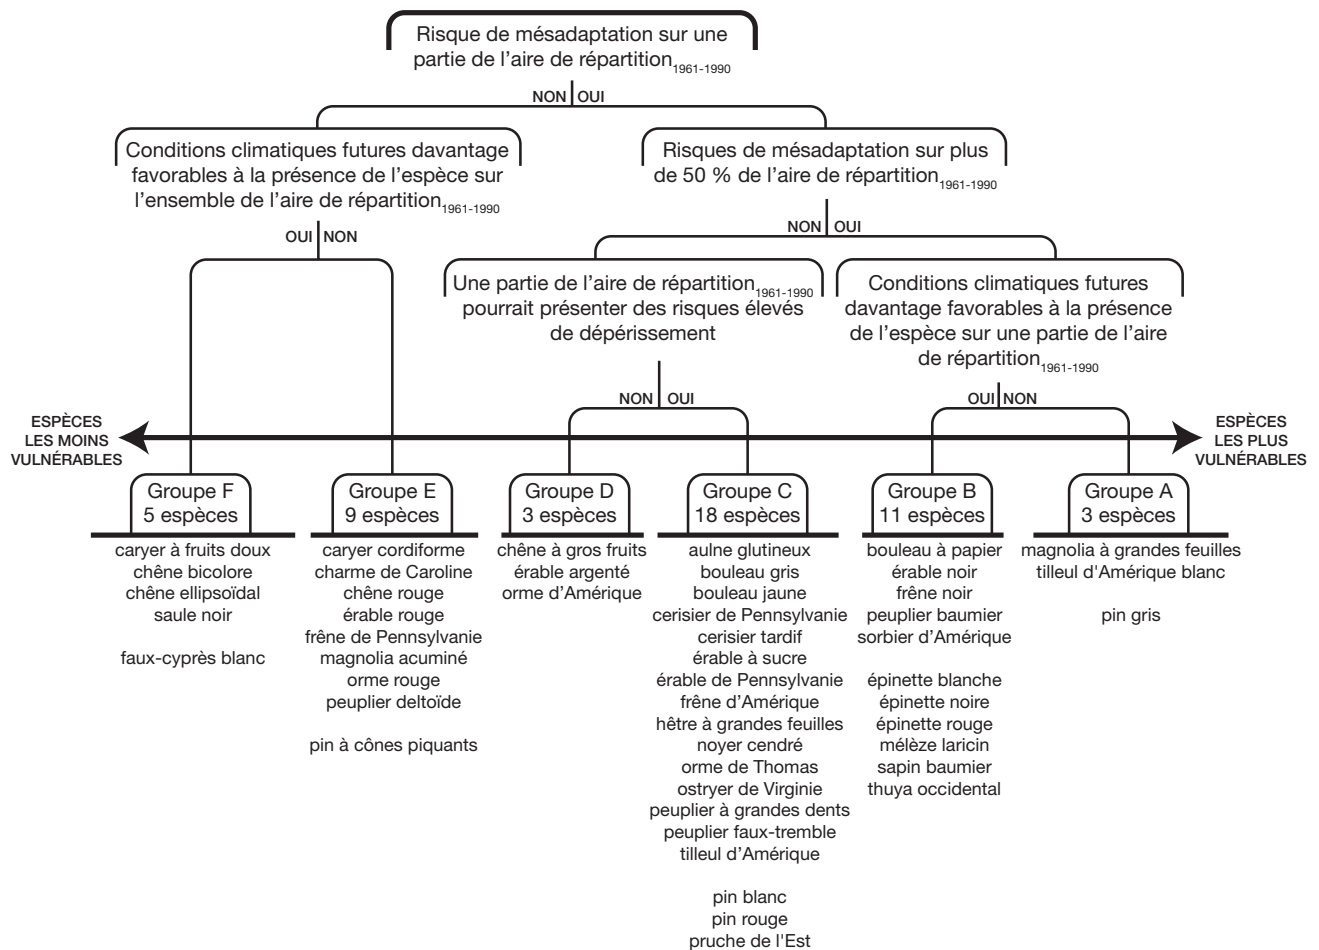 Risque de mésadaptation sur une
partie de l'aire de répartition1961-1990
NON OUI
Conditions climatiques futures davantage
favorables à la présence de l'espèce sur
l'ensemble de l'aire de répartition1961-1990
Risques de mésadaptation sur plus
de 50 % de l'aire de répartition1961-1990
OUI NON
NON OUI
Une partie de l'aire de répartition1961-1990
pourrait présenter des risques élevés
de dépérissement
Conditions climatiques futures
davantage favorables à la présence
de l'espèce sur une partie de l'aire
de répartition1961-1990
NON OUI
OUI NON
ESPÈCES
LES MOINS
VULNÉRABLES
ESPÈCES
LES PLUS
VULNÉRABLES
Groupe F
5 espèces
caryer à fruits doux
chêne bicolore
chêne ellipsoïdal
saule noir
faux-cyprès blanc
Groupe E
9 espèces
caryer cordiforme
charme de Caroline
chêne rouge
érable rouge
frêne de Pennsylvanie
magnolia acuminé
orme rouge
peuplier deltoïde
pin à cônes piquants
Groupe D
3 espèces
chêne à gros fruits
érable argenté
orme d'Amérique
Groupe C
18 espèces
aulne glutineux
bouleau gris
bouleau jaune
cerisier de Pennsylvanie
cerisier tardif
érable à sucre
érable de Pennsylvanie
frêne d'Amérique
hêtre à grandes feuilles
noyer cendré
orme de Thomas
ostryer de Virginie
peuplier à grandes dents
peuplier faux-tremble
tilleul d'Amérique
pin blanc
pin rouge
pruche de l'Est
Groupe B
11 espèces
bouleau à papier
érable noir
frêne noir
peuplier baumier
sorbier d'Amérique
épinette blanche
épinette noire
épinette rouge
mélèze laricin
sapin baumier
thuya occidental
Groupe A
3 espèces
magnolia à grandes feuilles
tilleul d'Amérique blanc
pin gris